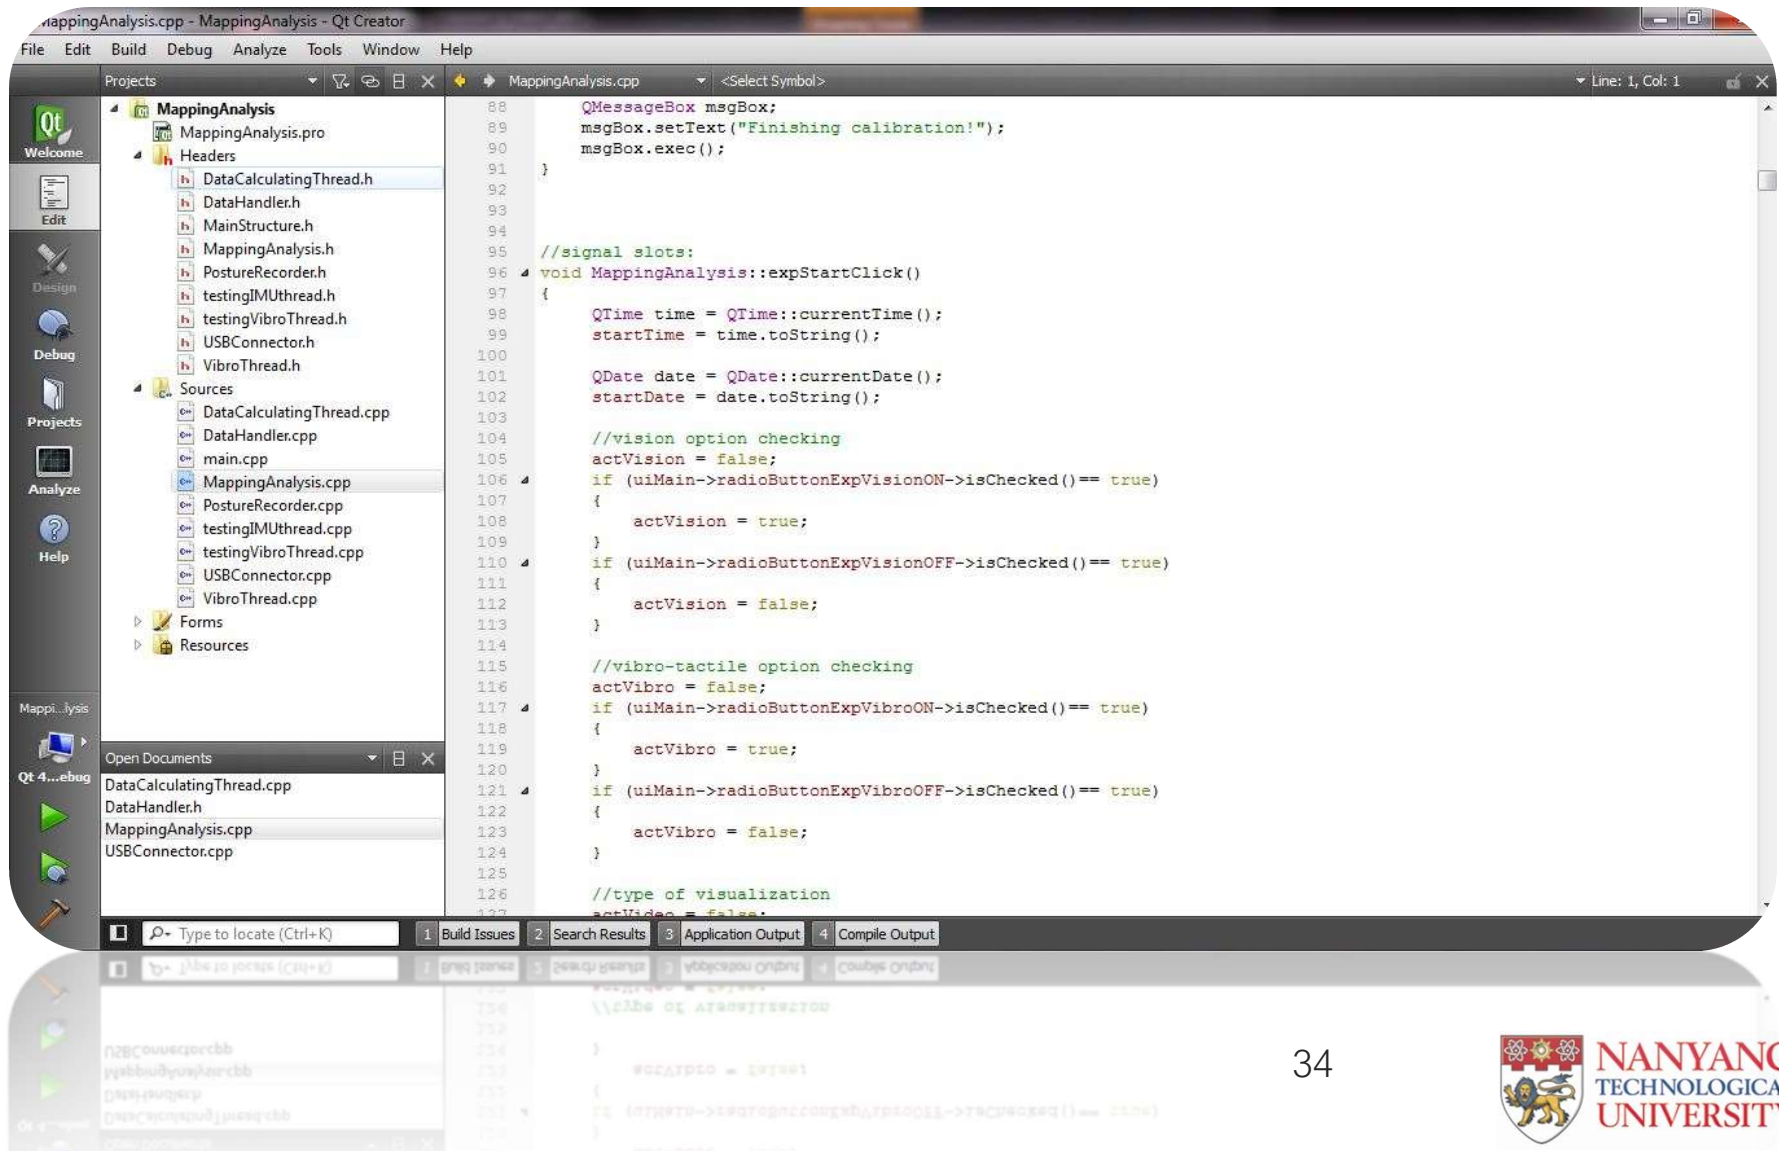 MappingAnalysis.cpp - MappingAnalysis - Qt Creator
File Edit Build Debug Analyze Tools Window Help
Projects
MappingAnalysis.cpp <Select Symbol> Line: 1, Col: 1
Welcome
Edit
Design
Debug
Projects
Analyze
Help
Mappi...lysis
Qt 4...ebug
MappingAnalysis
MappingAnalysis.pro
Headers
DataCalculatingThread.h
DataHandler.h
MainStructure.h
MappingAnalysis.h
PostureRecorder.h
testingIMUthread.h
testingVibroThread.h
USBConnector.h
VibroThread.h
Sources
DataCalculatingThread.cpp
DataHandler.cpp
main.cpp
MappingAnalysis.cpp
PostureRecorder.cpp
testingIMUthread.cpp
testingVibroThread.cpp
USBConnector.cpp
VibroThread.cpp
Forms
Resources
Open Documents
DataCalculatingThread.cpp
DataHandler.h
MappingAnalysis.cpp
USBConnector.cpp
88 QMessageBox msgBox;
89 msgBox.setText("Finishing calibration!");
90 msgBox.exec();
91 }
92
93
94
95 //signal slots:
96 void MappingAnalysis::expStartClick()
97 {
98 QTime time = QTime::currentTime();
99 startTime = time.toString();
100
101 QDate date = QDate::currentDate();
102 startDate = date.toString();
103
104 //vision option checking
105 actVision = false;
106 if (uiMain->radioButtonExpVisionON->isChecked()== true)
107 {
108 actVision = true;
109 }
110 if (uiMain->radioButtonExpVisionOFF->isChecked()== true)
111 {
112 actVision = false;
113 }
114
115 //vibro-tactile option checking
116 actVibro = false;
117 if (uiMain->radioButtonExpVibroON->isChecked()== true)
118 {
119 actVibro = true;
120 }
121 if (uiMain->radioButtonExpVibroOFF->isChecked()== true)
122 {
123 actVibro = false;
124 }
125
126 //type of visualization
127 actVideo = false;
Type to locate (Ctrl+K) 1 Build Issues 2 Search Results 3 Application Output 4 Compile Output
34
NANYANG
TECHNOLOGICA
UNIVERSIT